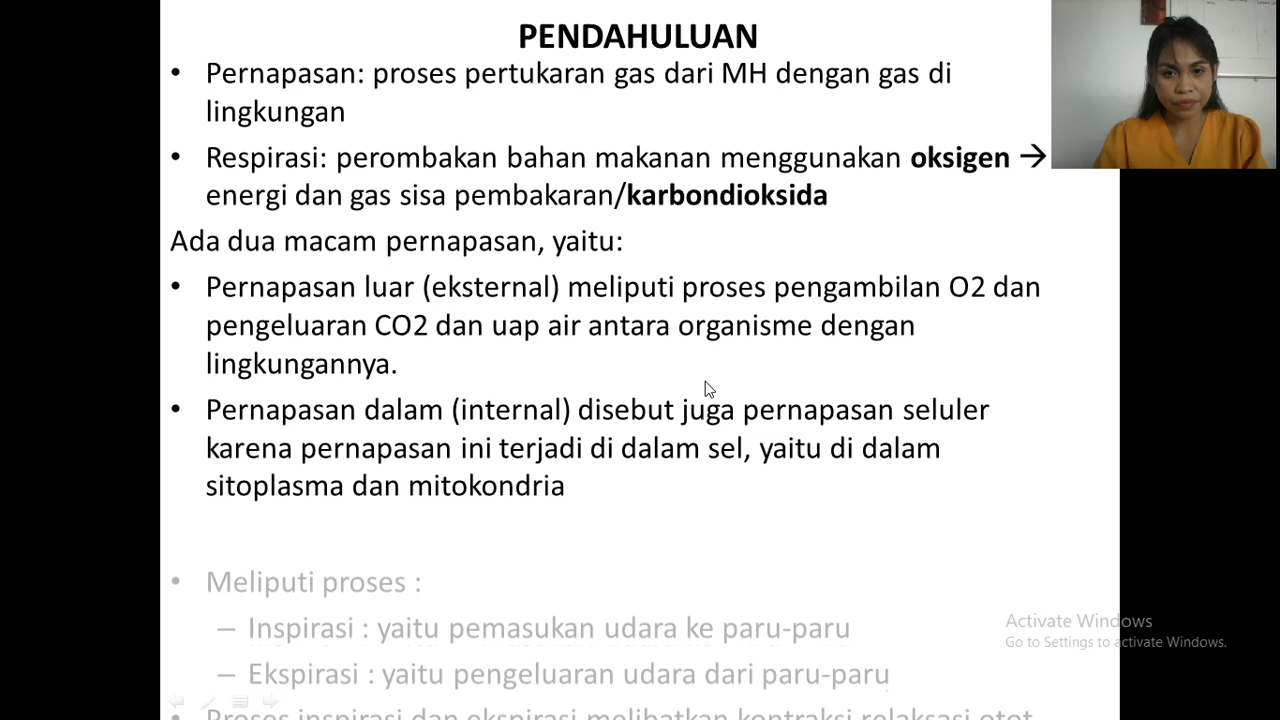 PENDAHULUAN
• Pernapasan: proses pertukaran gas dari MH dengan gas di
lingkungan
• Respirasi: perombakan bahan makanan menggunakan oksigen →
energi dan gas sisa pembakaran/karbondioksida
Ada dua macam pernapasan, yaitu:
• Pernapasan luar (eksternal) meliputi proses pengambilan O2 dan
pengeluaran CO2 dan uap air antara organisme dengan
lingkungannya.
• Pernapasan dalam (internal) disebut juga pernapasan seluler
karena pernapasan ini terjadi di dalam sel, yaitu di dalam
sitoplasma dan mitokondria
• Meliputi proses :
– Inspirasi : yaitu pemasukan udara ke paru-paru
– Ekspirasi : yaitu pengeluaran udara dari paru-paru
• Proses inspirasi dan ekspirasi melibatkan kontraksi relaksasi otot
Activate Windows
Go to Settings to activate Windows.